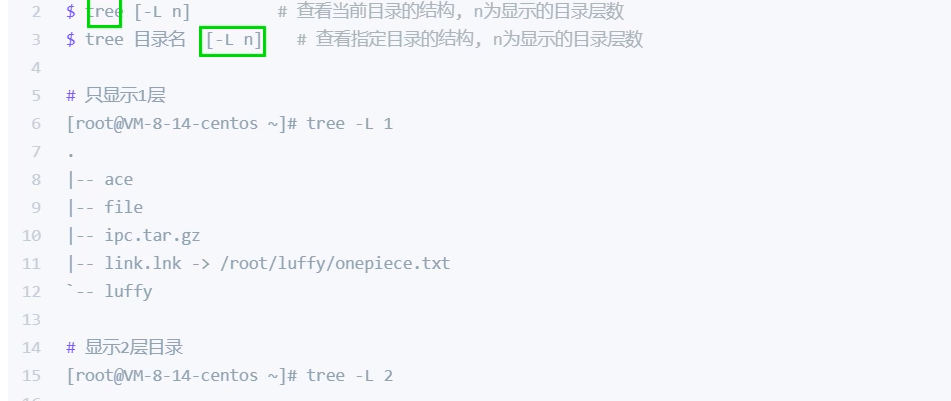 2 $ tree [-L n] # 查看当前目录的结构, n为显示的目录层数
3 $ tree 目录名 [-L n] # 查看指定目录的结构, n为显示的目录层数
4
5 # 只显示1层
6 [root@VM-8-14-centos ~]# tree -L 1
7 .
8 |-- ace
9 |-- file
10 |-- ipc.tar.gz
11 |-- link.lnk -> /root/luffy/onepiece.txt
12 `-- luffy
13
14 # 显示2层目录
15 [root@VM-8-14-centos ~]# tree -L 2